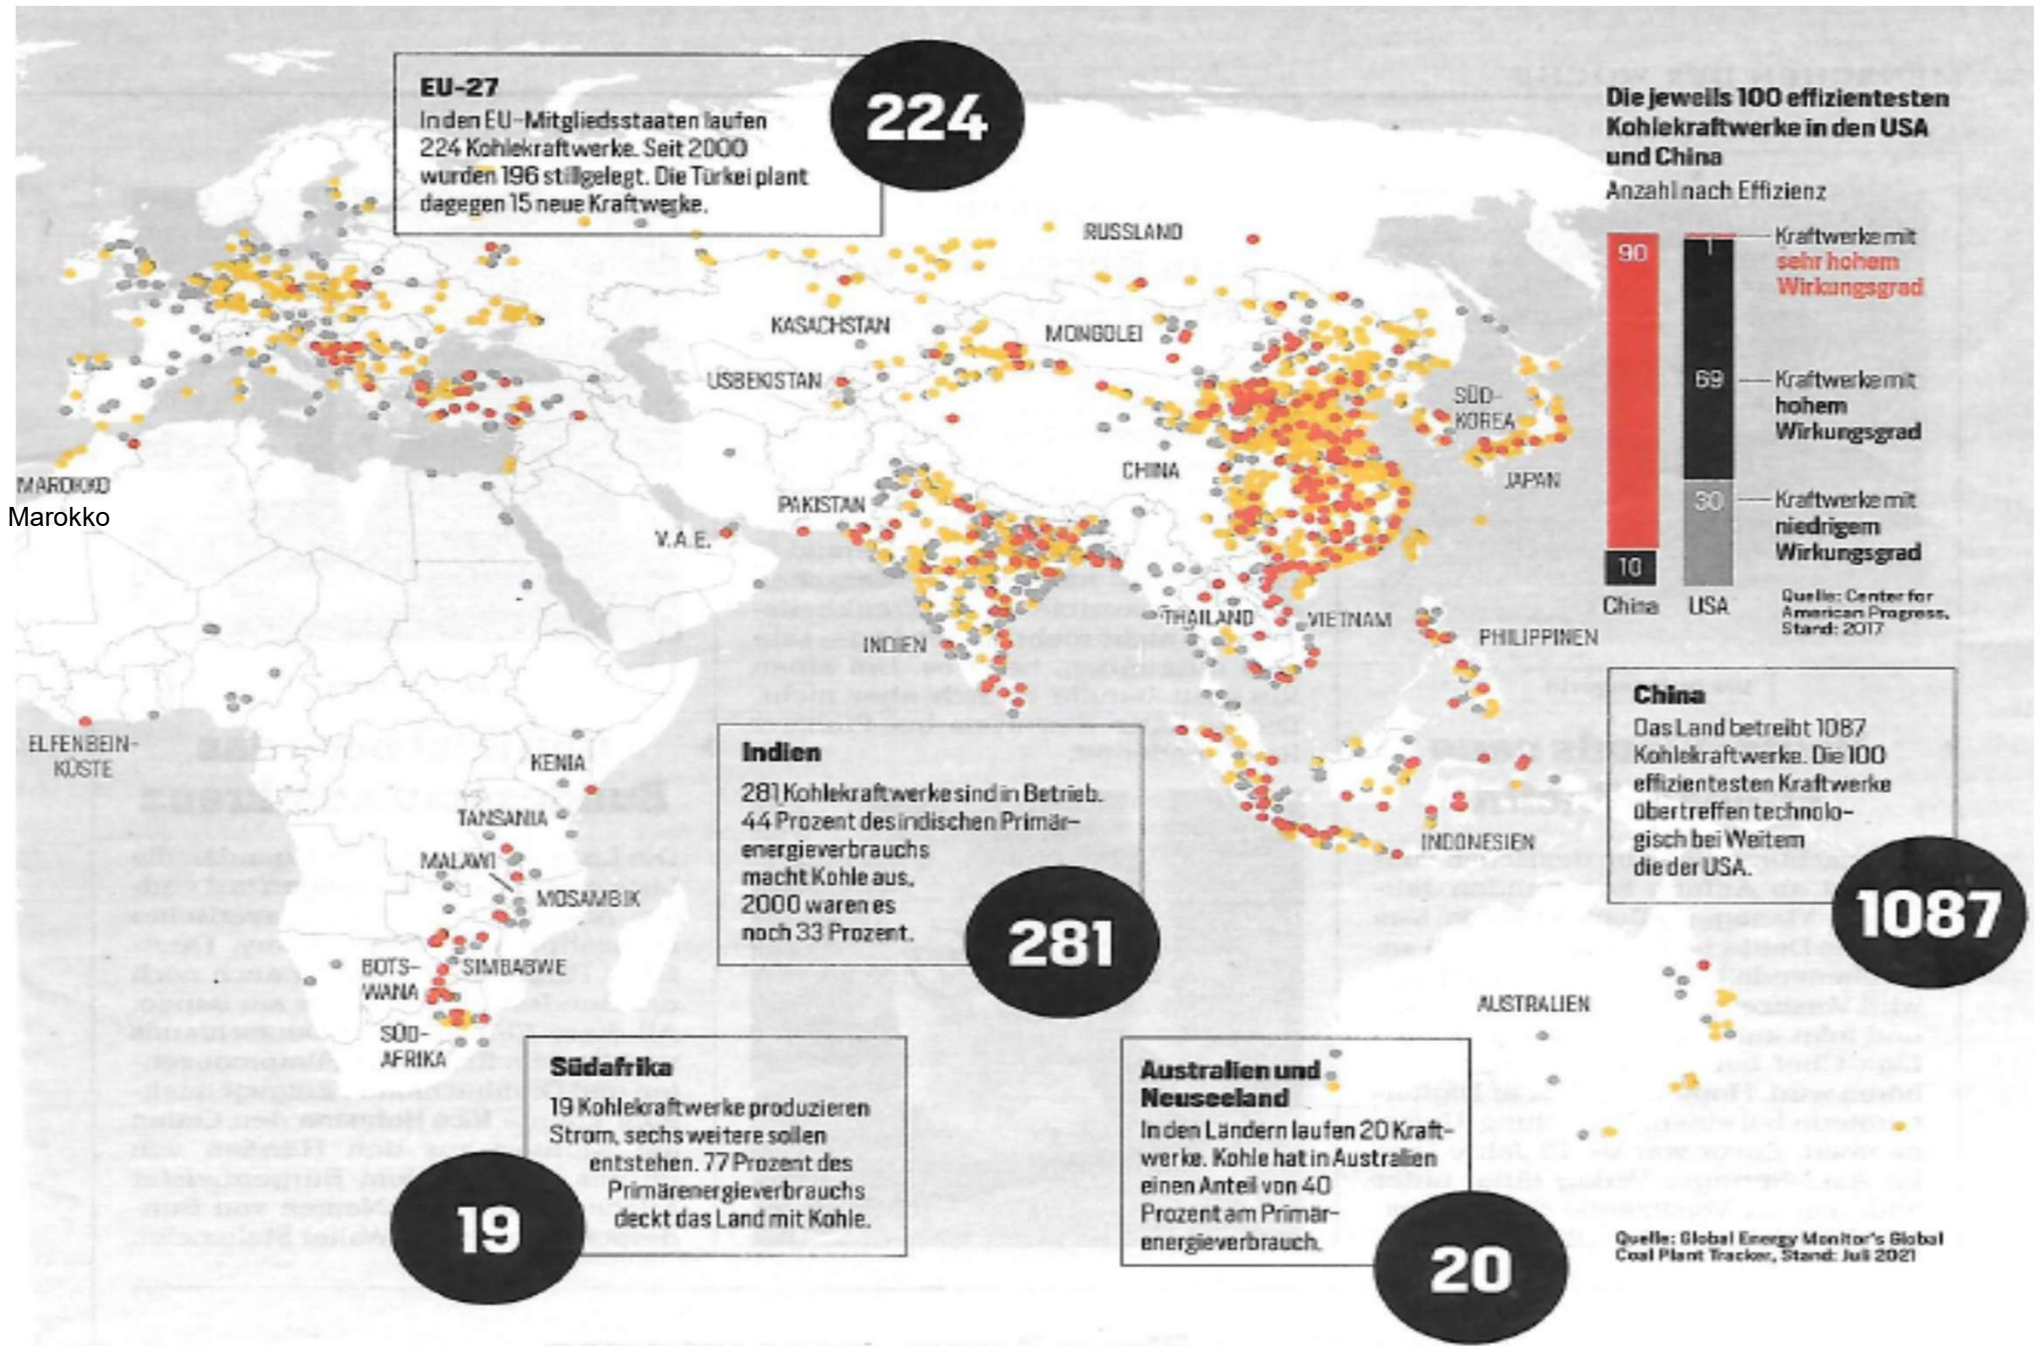 EU-27
In den EU-Mitgliedsstaaten laufen
224 Kohlekraftwerke. Seit 2000
wurden 196 stillgelegt. Die Türkei plant
dagegen 15 neue Kraftwerke.
224
Die jeweils 100 effizientesten
Kohlekraftwerke in den USA
und China
Anzahl nach Effizienz
90
10
China
1
69
30
USA
Kraftwerke mit
sehr hohem
Wirkungsgrad
Kraftwerke mit
hohem
Wirkungsgrad
Kraftwerke mit
niedrigem
Wirkungsgrad
Quelle: Center for
American Progress,
Stand: 2017
RUSSLAND
KASACHSTAN
MONGOLEI
USBEKISTAN
SÜD-
KOREA
CHINA
JAPAN
MAROKKO
Marokko
PAKISTAN
V.A.E.
THAILAND
VIETNAM
INDIEN
PHILIPPINEN
ELFENBEIN-
KÜSTE
KENIA
TANSANIA
MALAWI
MOSAMBIK
INDONESIEN
BOTS-
WANA
SIMBABWE
SÜD-
AFRIKA
AUSTRALIEN
Indien
281 Kohlekraftwerke sind in Betrieb.
44 Prozent des indischen Primär-
energieverbrauchs
macht Kohle aus,
2000 waren es
noch 33 Prozent.
281
China
Das Land betreibt 1087
Kohlekraftwerke. Die 100
effizientesten Kraftwerke
übertreffen technolo-
gisch bei Weitem
die der USA.
1087
Südafrika
19 Kohlekraftwerke produzieren
Strom, sechs weitere sollen
entstehen. 77 Prozent des
Primärenergieverbrauchs
deckt das Land mit Kohle.
19
Australien und
Neuseeland
In den Ländern laufen 20 Kraft-
werke. Kohle hat in Australien
einen Anteil von 40
Prozent am Primär-
energieverbrauch.
20
Quelle: Global Energy Monitor's Global
Coal Plant Tracker, Stand: Juli 2021